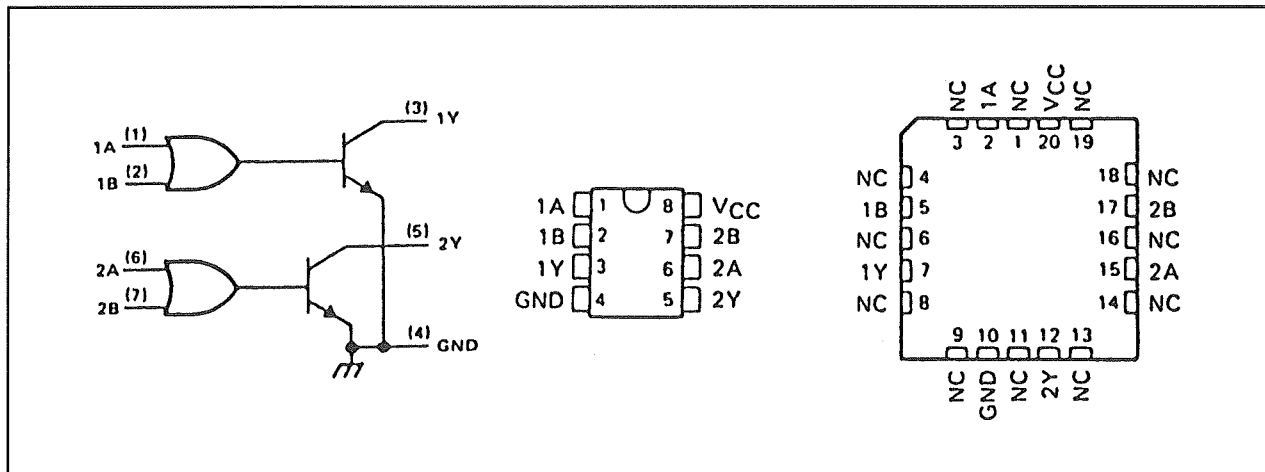 1A (1)
1B (2)
(3) 1Y
2A (6)
2B (7)
(5) 2Y
(4) GND
1A 1 8 VCC
1B 2 7 2B
1Y 3 6 2A
GND 4 5 2Y
NC 1A NC VCC NC
3 2 1 20 19
NC 4 18 NC
1B 5 17 2B
NC 6 16 NC
1Y 7 15 2A
NC 8 14 NC
9 10 11 12 13
NC GND NC 2Y NC